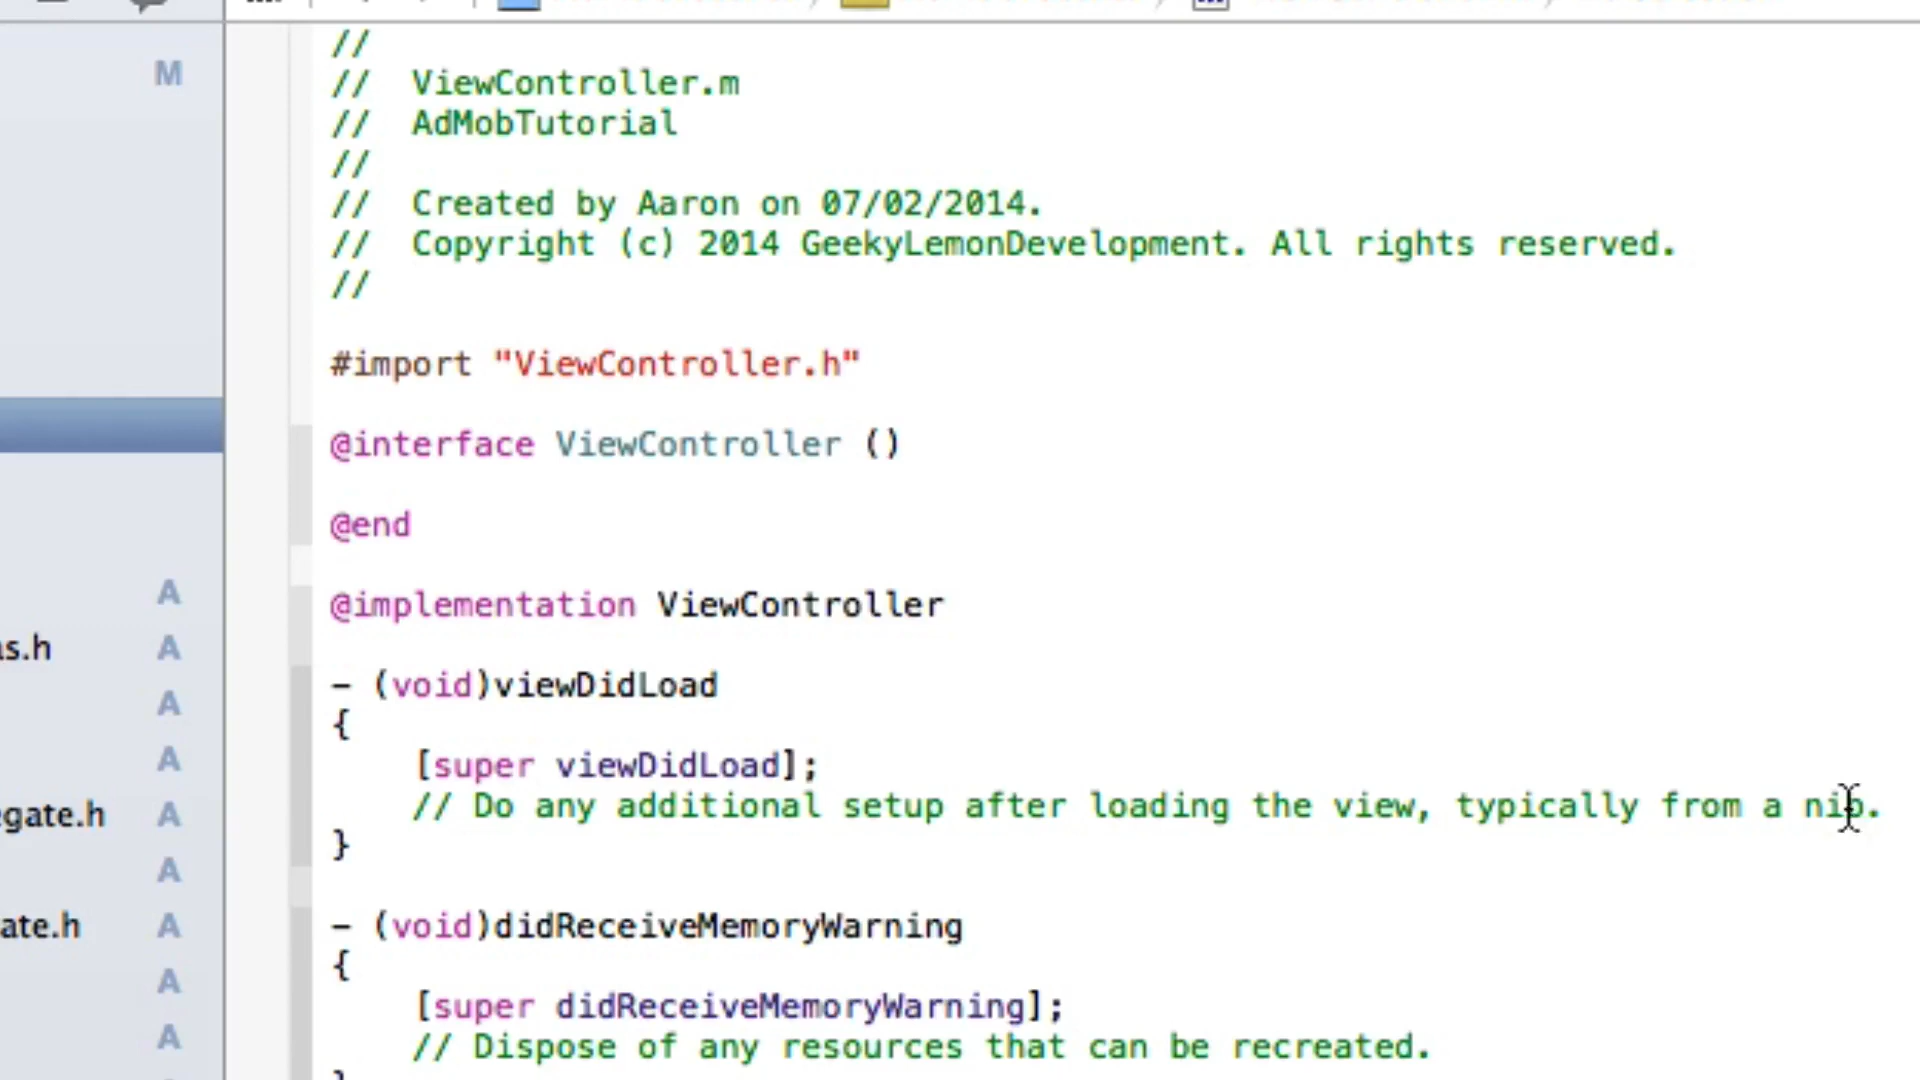 //
M
// ViewController.m
// AdMobTutorial
//
// Created by Aaron on 07/02/2014.
// Copyright (c) 2014 GeekyLemonDevelopment. All rights reserved.
//
#import "ViewController.h"
@interface ViewController ()
@end
A
@implementation ViewController
s.h A
- (void)viewDidLoad
A
{
[super viewDidLoad];
A
// Do any additional setup after loading the view, typically from a nib.
egate.h A
}
A
- (void)didReceiveMemoryWarning
ate.h A
{
A
[super didReceiveMemoryWarning];
A
// Dispose of any resources that can be recreated.
}